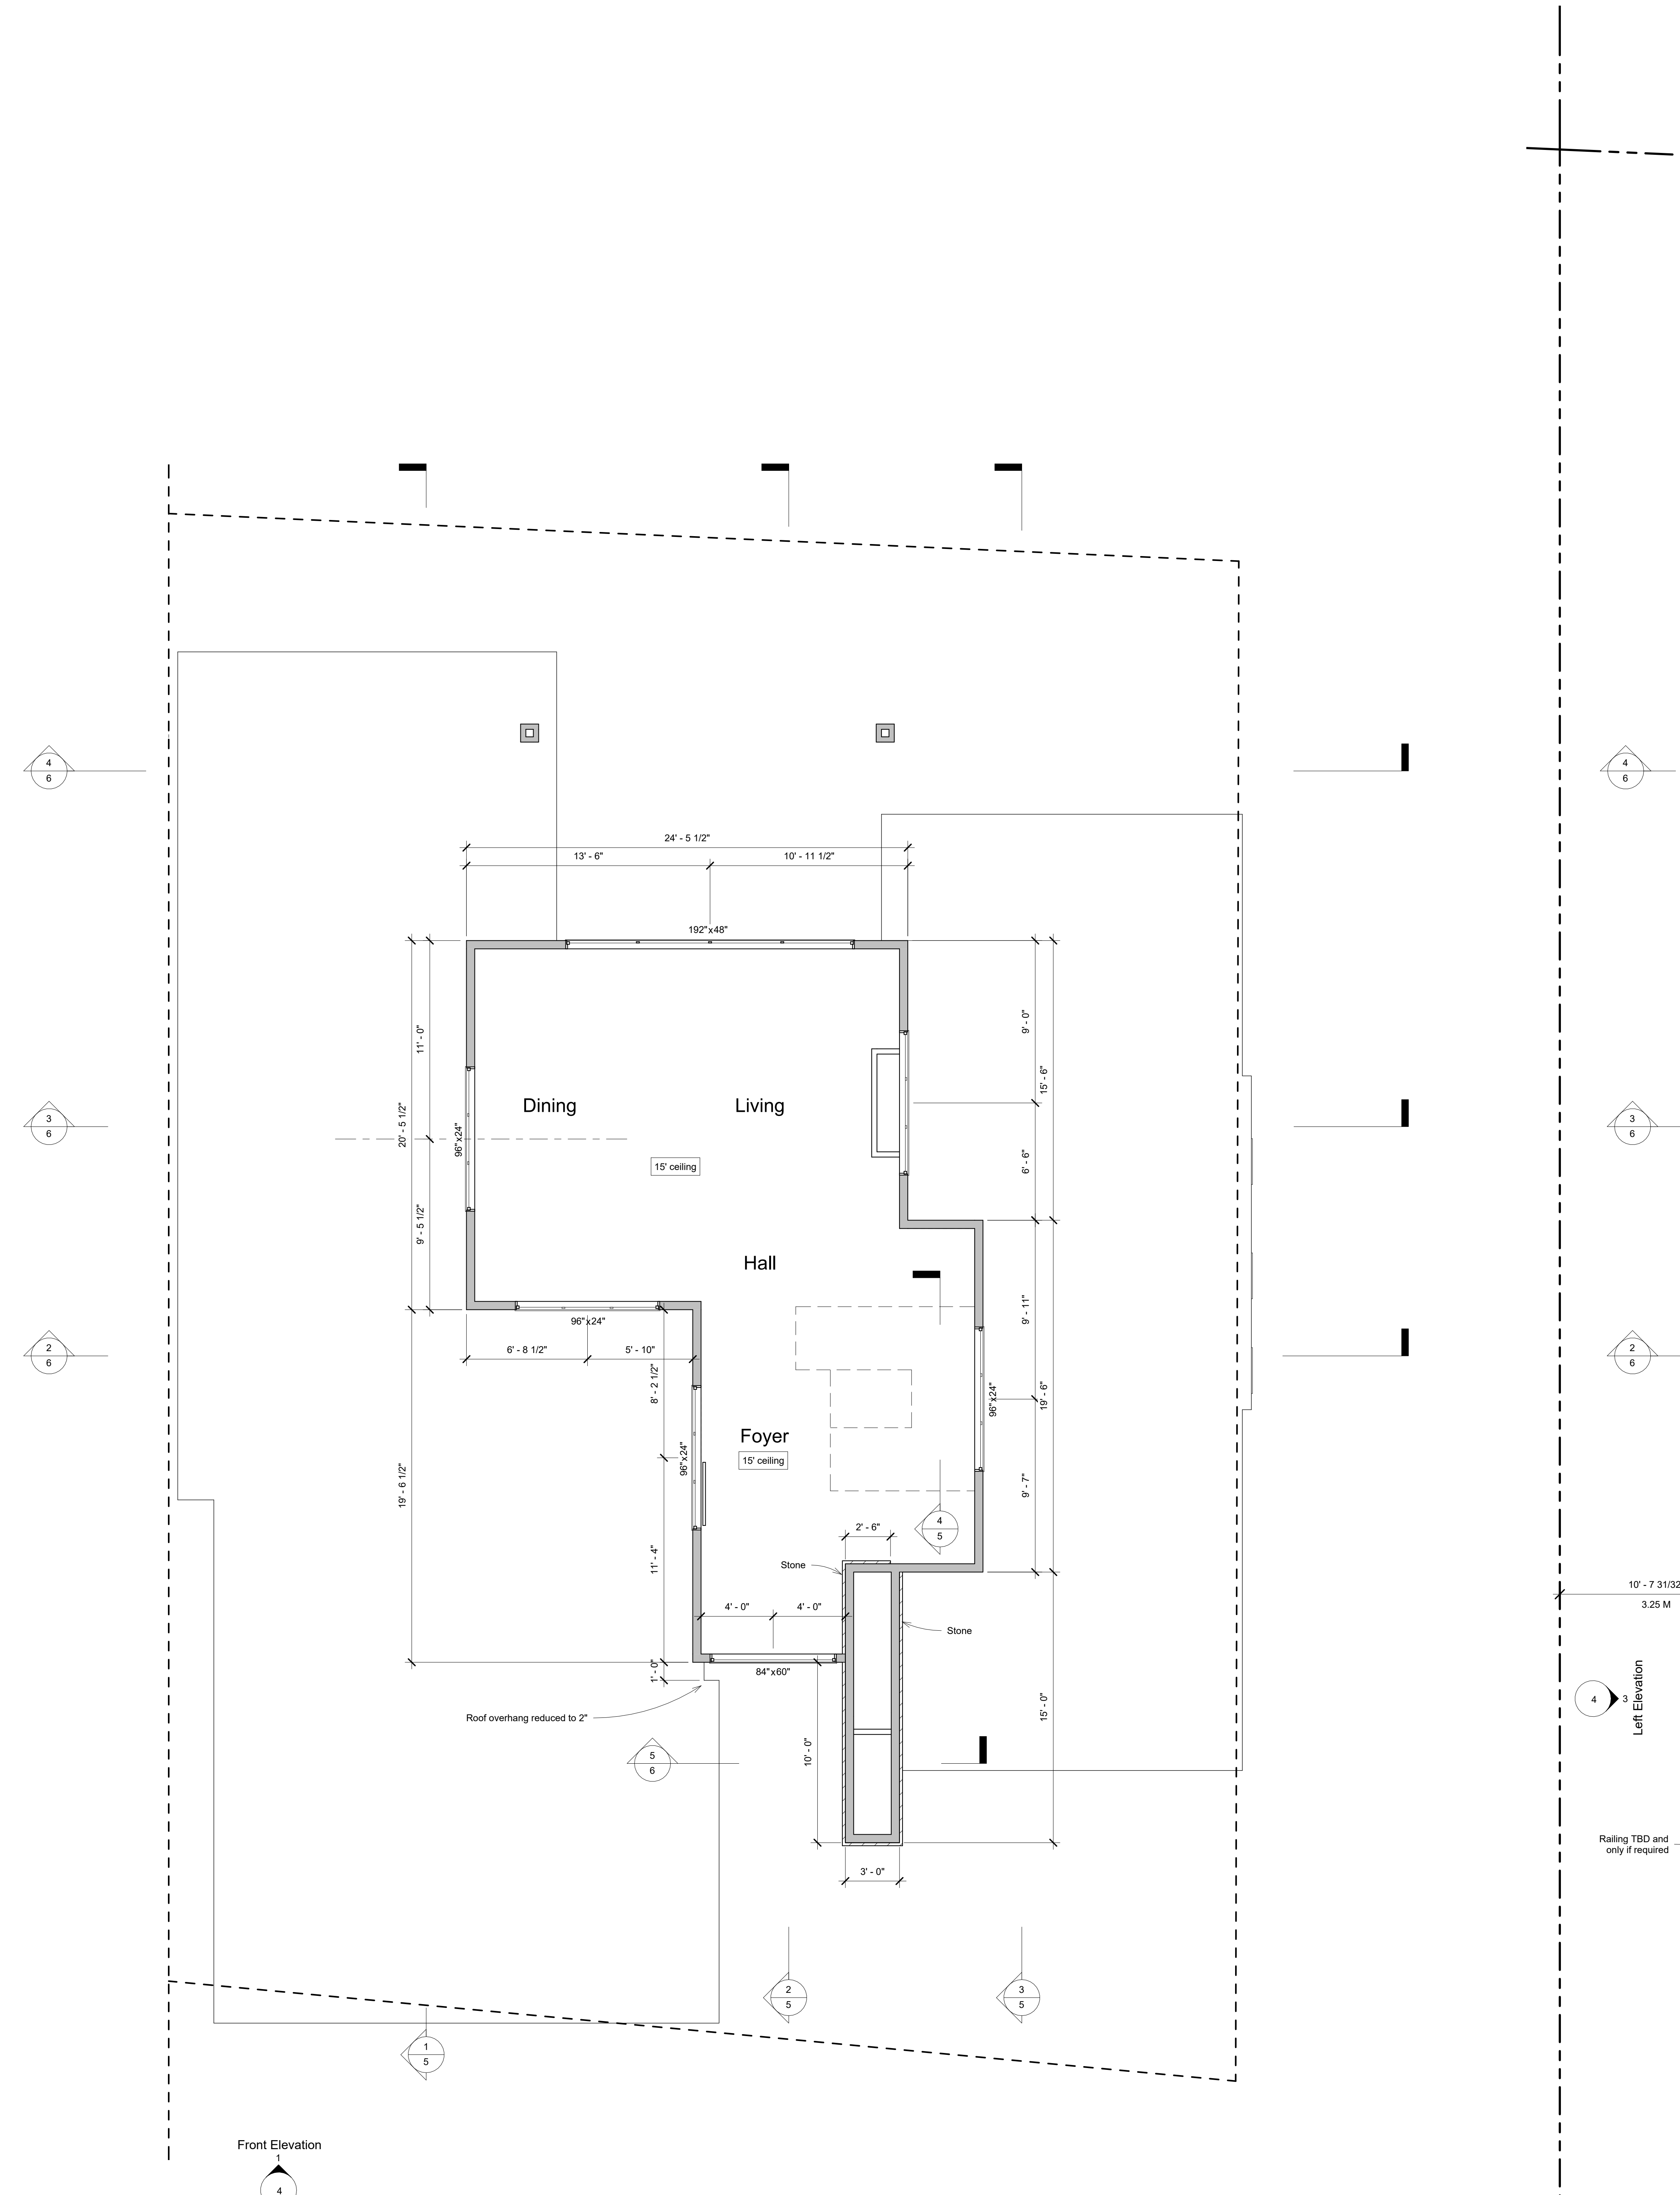 4
6
4
6
24' - 5 1/2"
13' - 6"
10' - 11 1/2"
192"x48"
11' - 0"
9' - 0"
15' - 6"
3
6
20' - 5 1/2"
96"x24"
Dining
Living
3
6
15' ceiling
6' - 6"
9' - 5 1/2"
Hall
9' - 11"
96"x24"
2
6
6' - 8 1/2"
5' - 10"
8' - 2 1/2"
2
6
96"x24"
19' - 6"
Foyer
15' ceiling
96"x24"
19' - 6 1/2"
9' - 7"
2' - 6"
4
5
11' - 4"
Stone
4' - 0"
4' - 0"
Stone
10' - 7 31/32
3.25 M
84"x60"
1' - 0"
Roof overhang reduced to 2"
15' - 0"
4
3
Left Elevation
5
6
10' - 0"
Railing TBD and
only if required
3' - 0"
2
5
3
5
1
5
Front Elevation
1
4